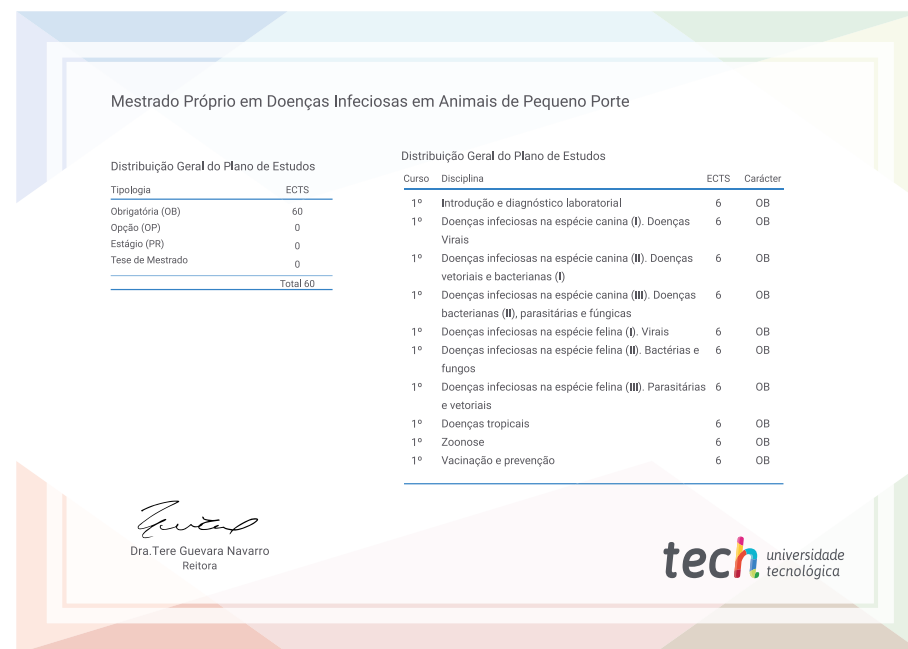 Mestrado Próprio em Doenças Infeciosas em Animais de Pequeno Porte
Distribuição Geral do Plano de Estudos
Tipologia ECTS
Obrigatória (OB) 60
Opção (OP) 0
Estágio (PR) 0
Tese de Mestrado 0
Total 60
Distribuição Geral do Plano de Estudos
Curso Disciplina ECTS Carácter
1º Introdução e diagnóstico laboratorial 6 OB
1º Doenças infeciosas na espécie canina (I). Doenças 6 OB
Virais
1º Doenças infeciosas na espécie canina (II). Doenças 6 OB
vetoriais e bacterianas (I)
1º Doenças infeciosas na espécie canina (III). Doenças 6 OB
bacterianas (II), parasitárias e fúngicas
1º Doenças infeciosas na espécie felina (I). Virais 6 OB
1º Doenças infeciosas na espécie felina (II). Bactérias e 6 OB
fungos
1º Doenças infeciosas na espécie felina (III). Parasitárias 6 OB
e vetoriais
1º Doenças tropicais 6 OB
1º Zoonose 6 OB
1º Vacinação e prevenção 6 OB
Dra.Tere Guevara Navarro
Reitora
tech universidade
tecnológica